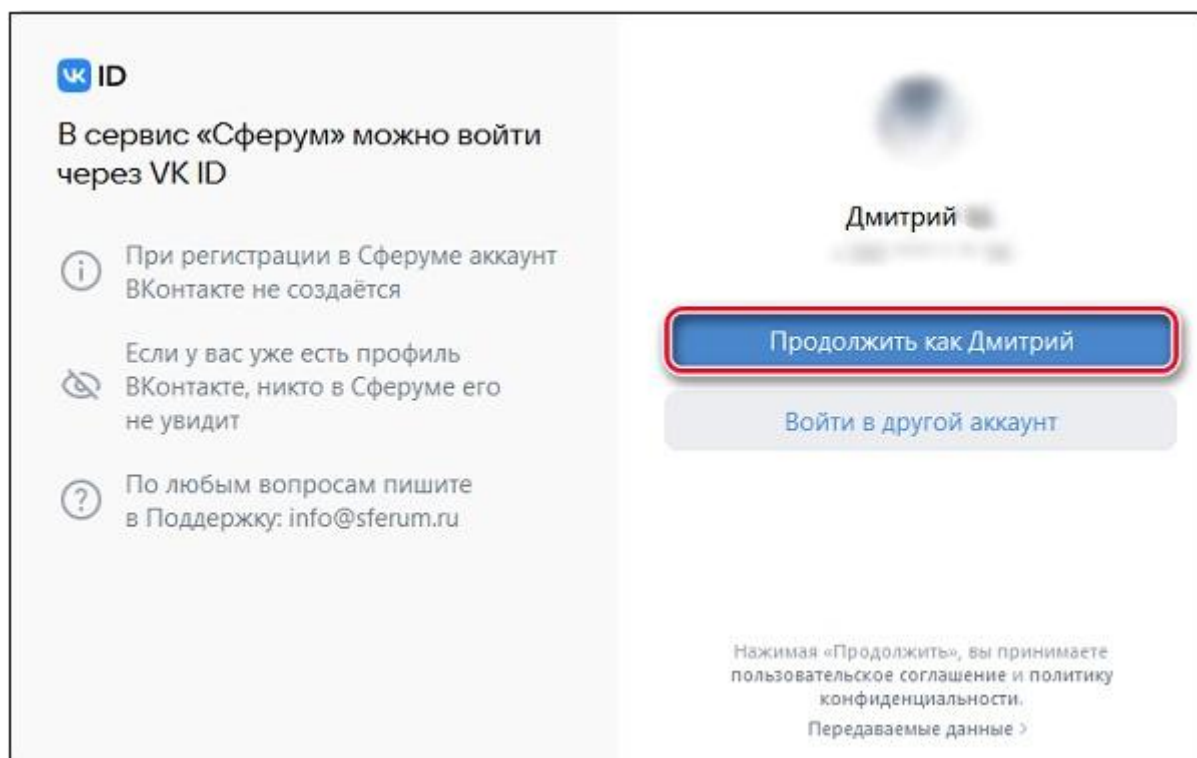 VK ID
В сервис «Сферум» можно войти
через VK ID
При регистрации в Сферуме аккаунт
ВКонтакте не создаётся
Если у вас уже есть профиль
ВКонтакте, никто в Сферуме его
не увидит
По любым вопросам пишите
в Поддержку: info@sferum.ru
Дмитрий
Продолжить как Дмитрий
Войти в другой аккаунт
Нажимая «Продолжить», вы принимаете
пользовательское соглашение и политику
конфиденциальности.
Передаваемые данные >